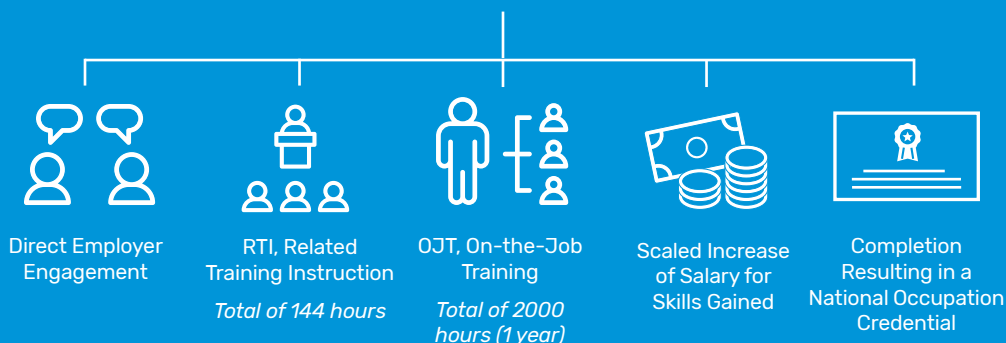 Direct Employer
Engagement
RTI, Related
Training Instruction
Total of 144 hours
OJT, On-the-Job
Training
Total of 2000
hours (1 year)
Scaled Increase
of Salary for
Skills Gained
Completion
Resulting in a
National Occupation
Credential